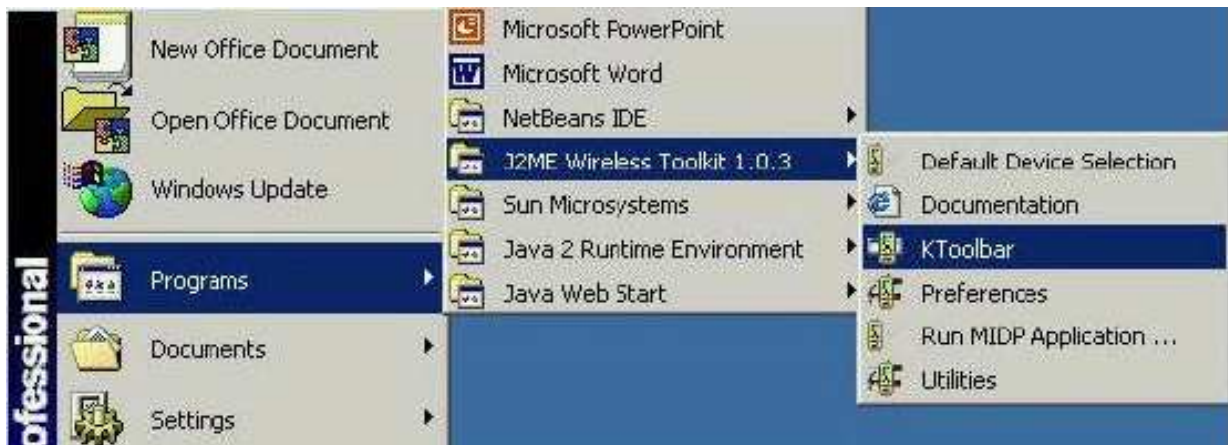 ofessional
New Office Document
Open Office Document
Windows Update
Programs
Documents
Settings
Microsoft PowerPoint
Microsoft Word
NetBeans IDE
J2ME Wireless Toolkit 1.0.3
Sun Microsystems
Java 2 Runtime Environment
Java Web Start
Default Device Selection
Documentation
KToolbar
Preferences
Run MIDP Application ...
Utilities